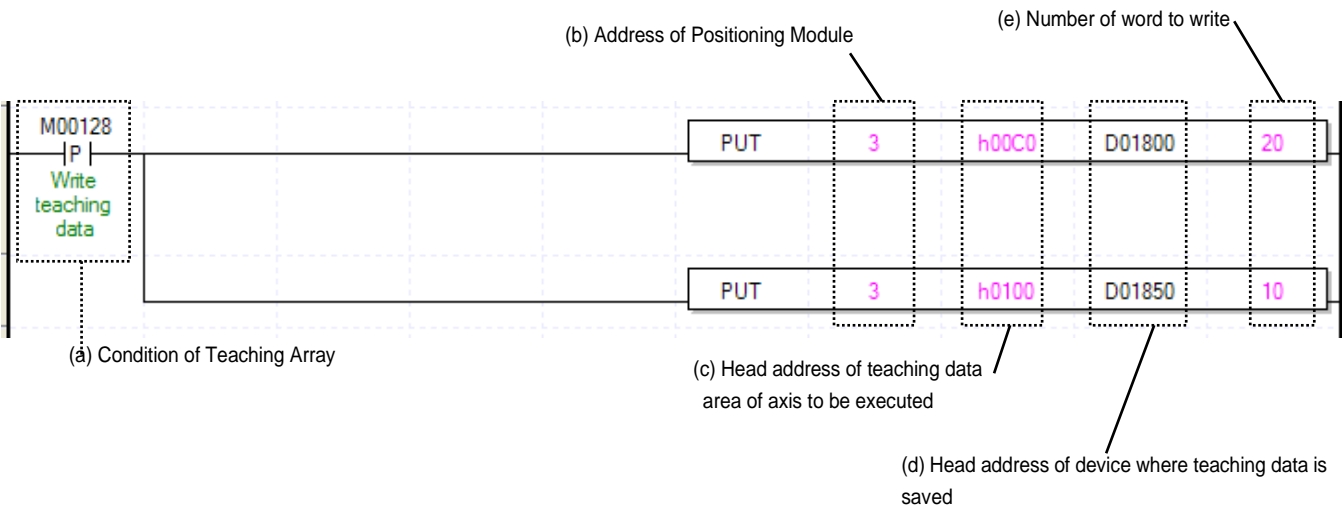 (e) Number of word to write
(b) Address of Positioning Module
M00128
P
Write
teaching
data
PUT 3 h00C0 D01800 20
PUT 3 h0100 D01850 10
(a) Condition of Teaching Array
(c) Head address of teaching data
area of axis to be executed
(d) Head address of device where teaching data is
saved